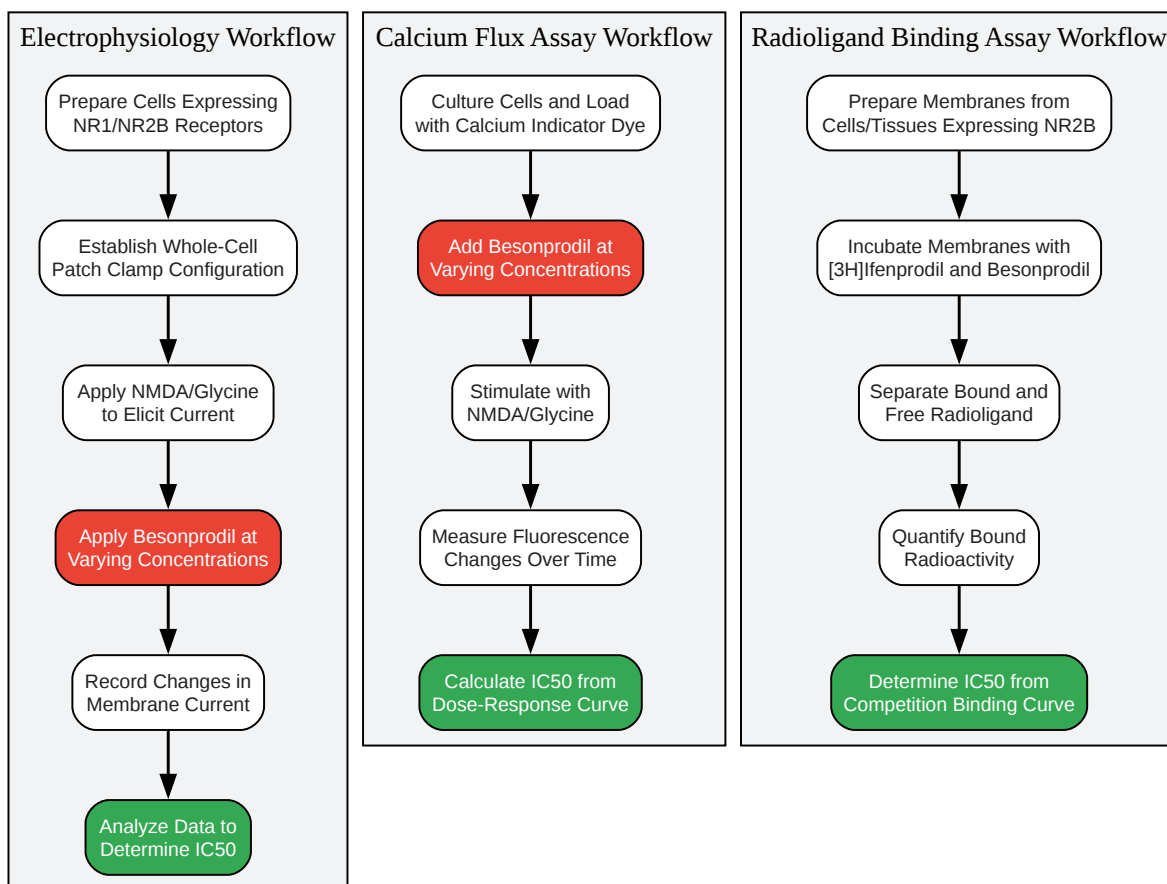 Electrophysiology Workflow
Prepare Cells Expressing
NR1/NR2B Receptors
Establish Whole-Cell
Patch Clamp Configuration
Apply NMDA/Glycine
to Elicit Current
Apply Besonprodil at
Varying Concentrations
Record Changes in
Membrane Current
Analyze Data to
Determine IC50
Calcium Flux Assay Workflow
Culture Cells and Load
with Calcium Indicator Dye
Add Besonprodil at
Varying Concentrations
Stimulate with
NMDA/Glycine
Measure Fluorescence
Changes Over Time
Calculate IC50 from
Dose-Response Curve
Radioligand Binding Assay Workflow
Prepare Membranes from
Cells/Tissues Expressing NR2B
Incubate Membranes with
[3H]Ifenprodil and Besonprodil
Separate Bound and
Free Radioligand
Quantify Bound
Radioactivity
Determine IC50 from
Competition Binding Curve